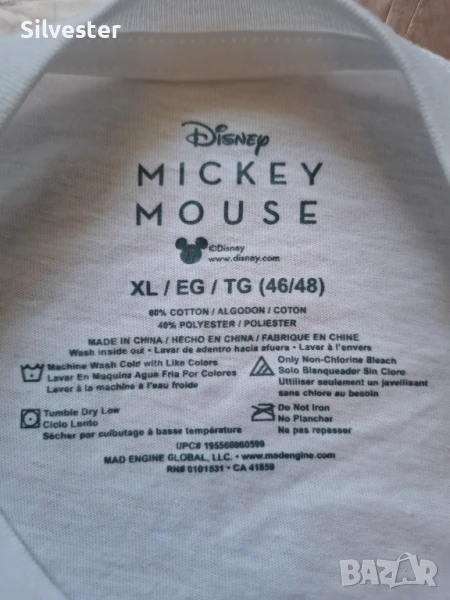 Silvester
Disney
MICKEY
MOUSE
©Disney
www.disney.com
XL / EG / TG (46/48)
60% COTTON / ALGODON / COTON
40% POLYESTER / POLIESTER
MADE IN CHINA / HECHO EN CHINA / FABRIQUE EN CHINE
Wash inside out • Lavar de adentro hacia afuera • Laver à l'envers
Machine Wash Cold with Like Colors
Lavar En Maquina Agua Fria Por Colores
Laver à la machine à l'eau froide
Only Non-Chlorine Bleach
Solo Blanqueador Sin Cloro
Utiliser seulement un javellisant
sans chlore au besoin
Tumble Dry Low
Ciclo Lento
Sécher par culbutage à basse température
Do Not Iron
No Planchar
Ne pas repasser
UPC# 195566860599
MAD ENGINE GLOBAL, LLC. • www.madengine.com
RN# 0101531 • CA 41859
BAZAR